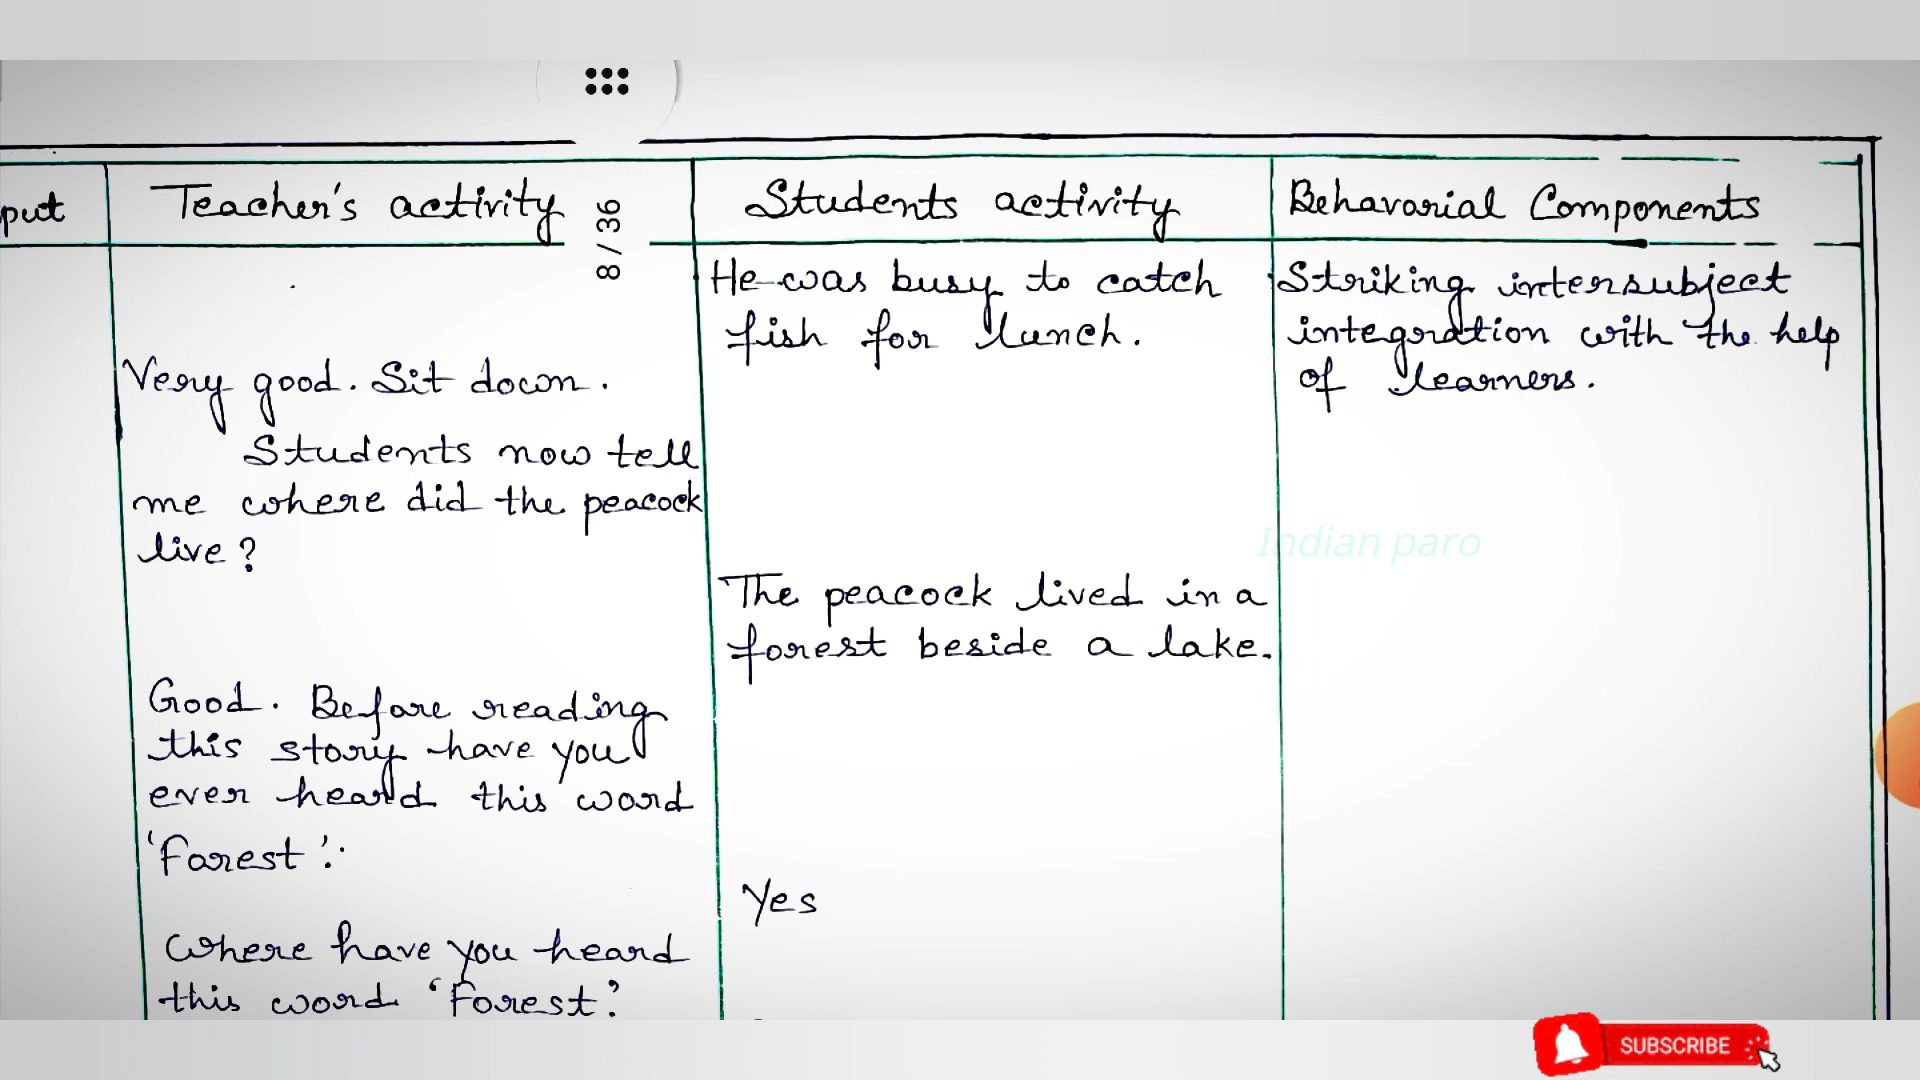 put
Teacher's activity
Students activity
Behavarial Components
8/36
He was busy to catch
fish for lunch.
Striking intersubject
integration with the help
of learners.
Very good. Sit down.
Students now tell
me where did the peacock
live?
The peacock lived in a
forest beside a lake.
Good. Before reading
this story have you
ever heard this word
'Forest'.
Yes
Where have you heard
this word 'Forest?
Indian paro
SUBSCRIBE